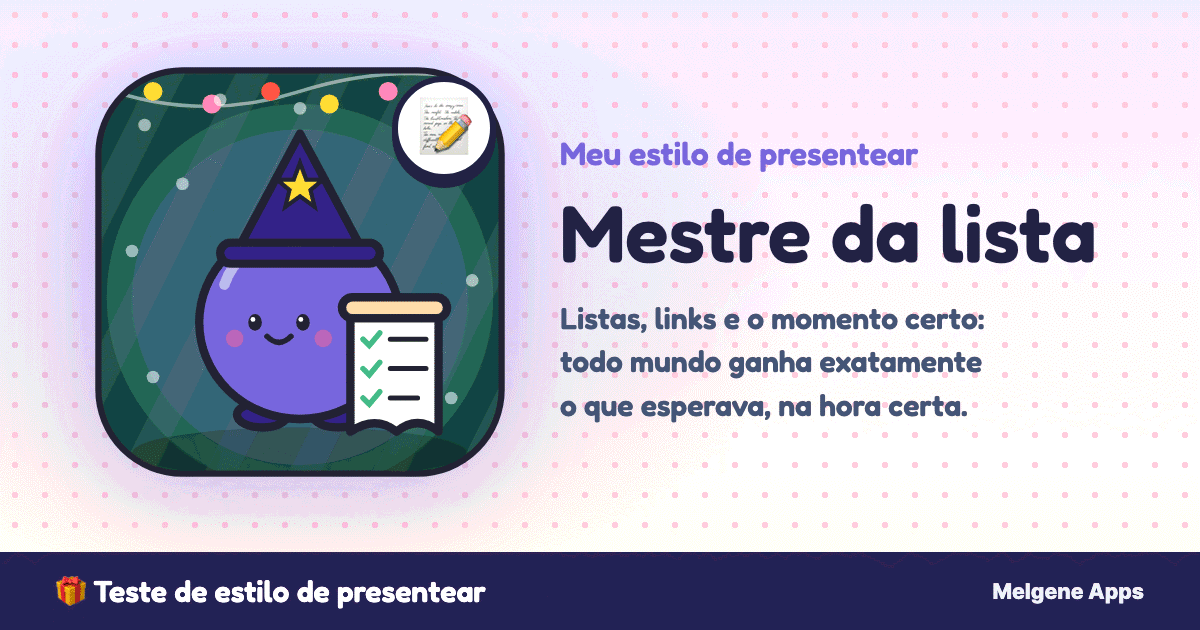 Meu estilo de presentear
Mestre da lista
Listas, links e o momento certo:
todo mundo ganha exatamente
o que esperava, na hora certa.
Teste de estilo de presentear
Melgene Apps